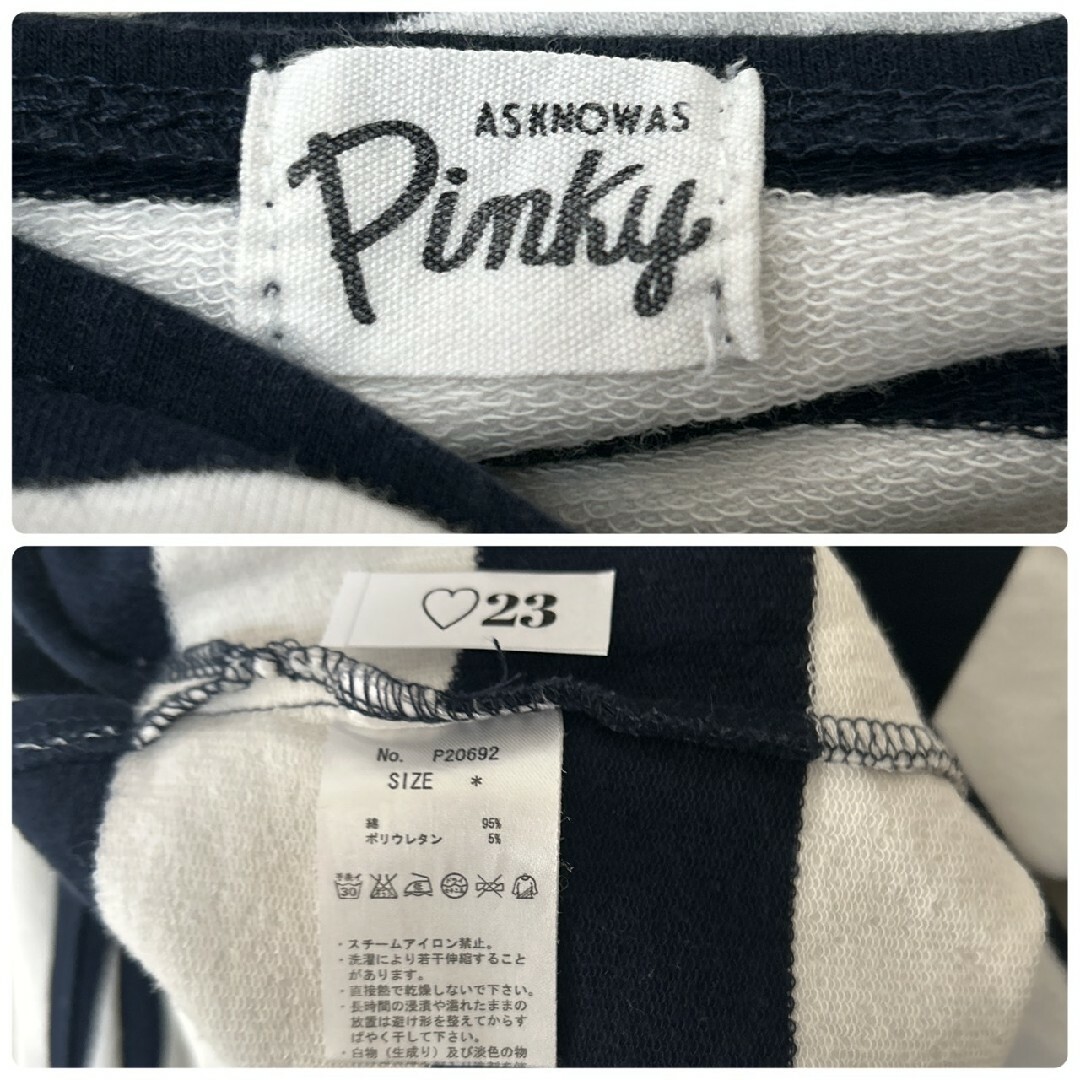 ASKNOWAS
Pinky
♡23
No. P20692
SIZE *
綿 95%
ポリウレタン 5%
手洗イ
30
・スチームアイロン禁止。
・洗濯により若干伸縮すること
があります。
・直接触で乾燥しないで下さい。
・長時間の浸漬や濡れたままの
放置は避け形を整えてからす
ばやく干して下さい。
・白物（生成り）及び淡色の物